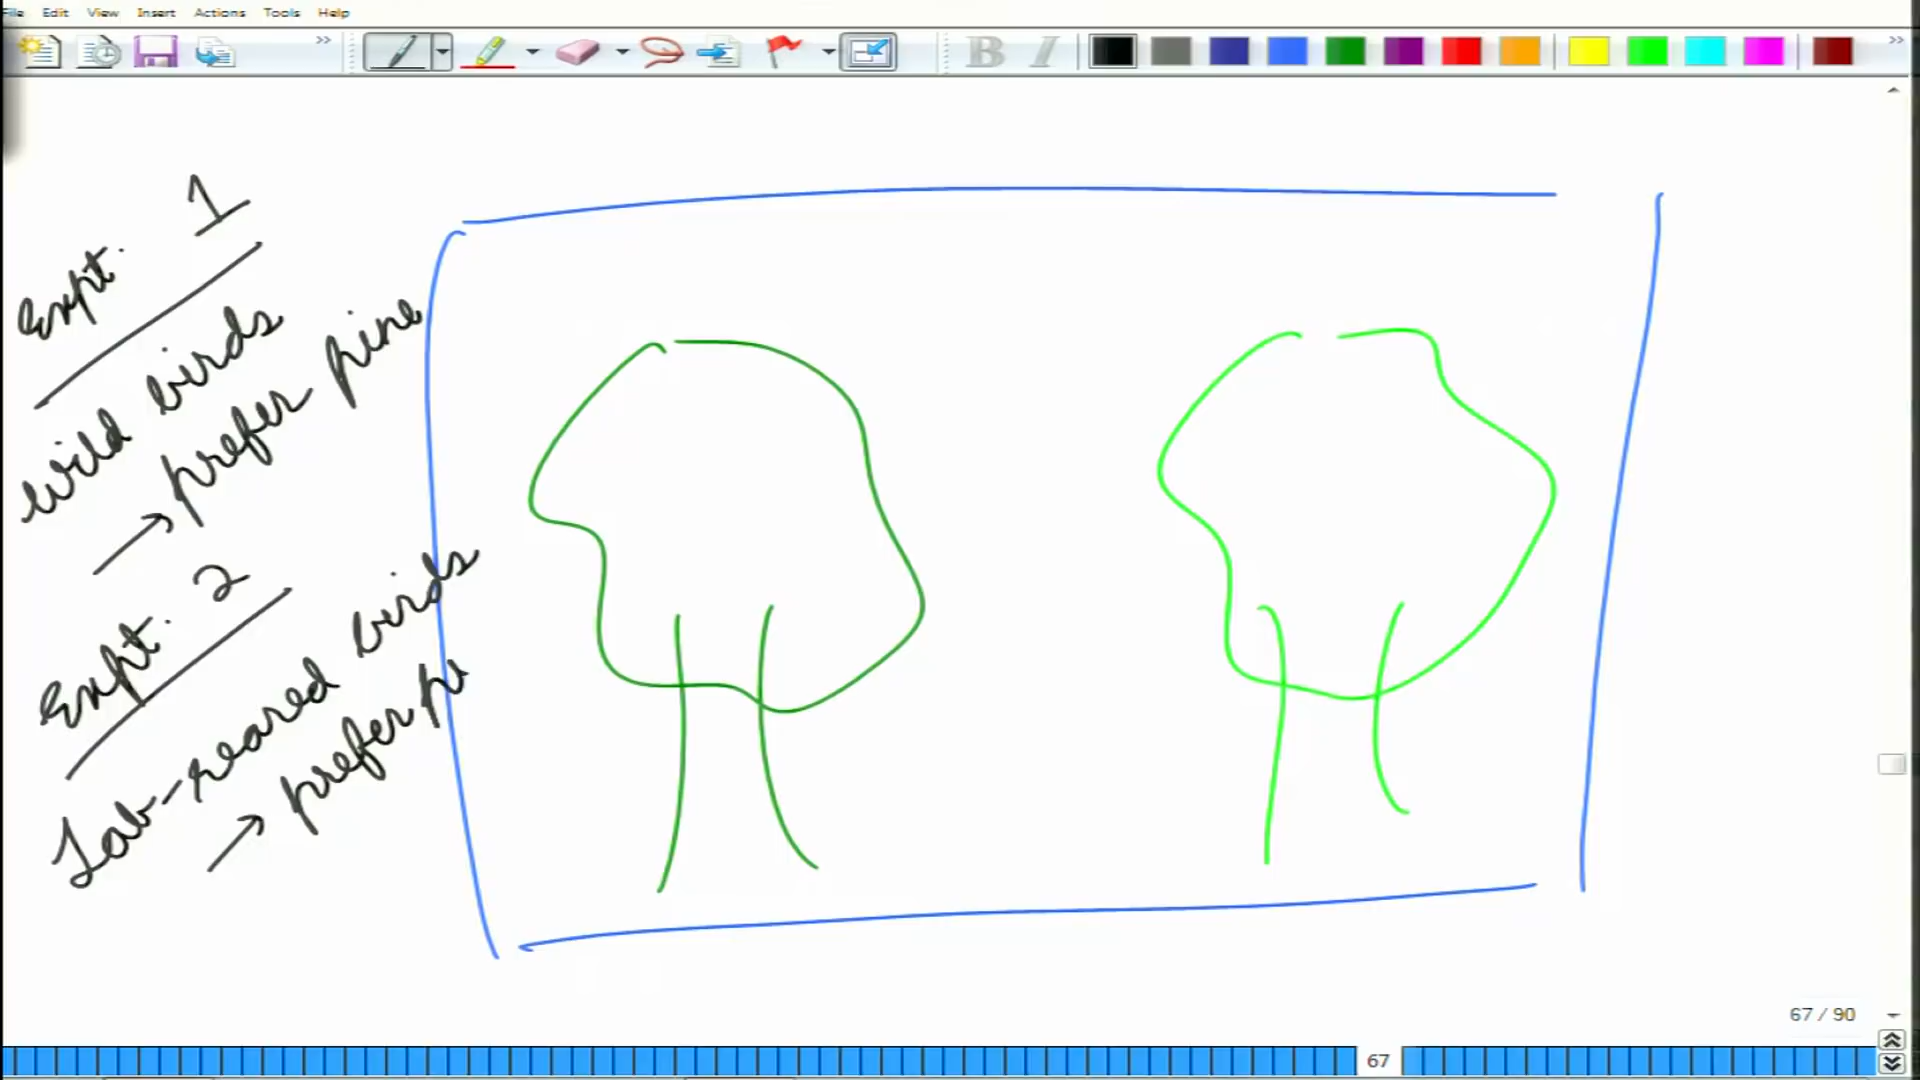 File Edit View Insert Actions Tools Help
B I
Expt. 1
wild birds
→ prefer pine
Expt. 2
Lab-reared birds
→ prefer pi
67 / 90
67